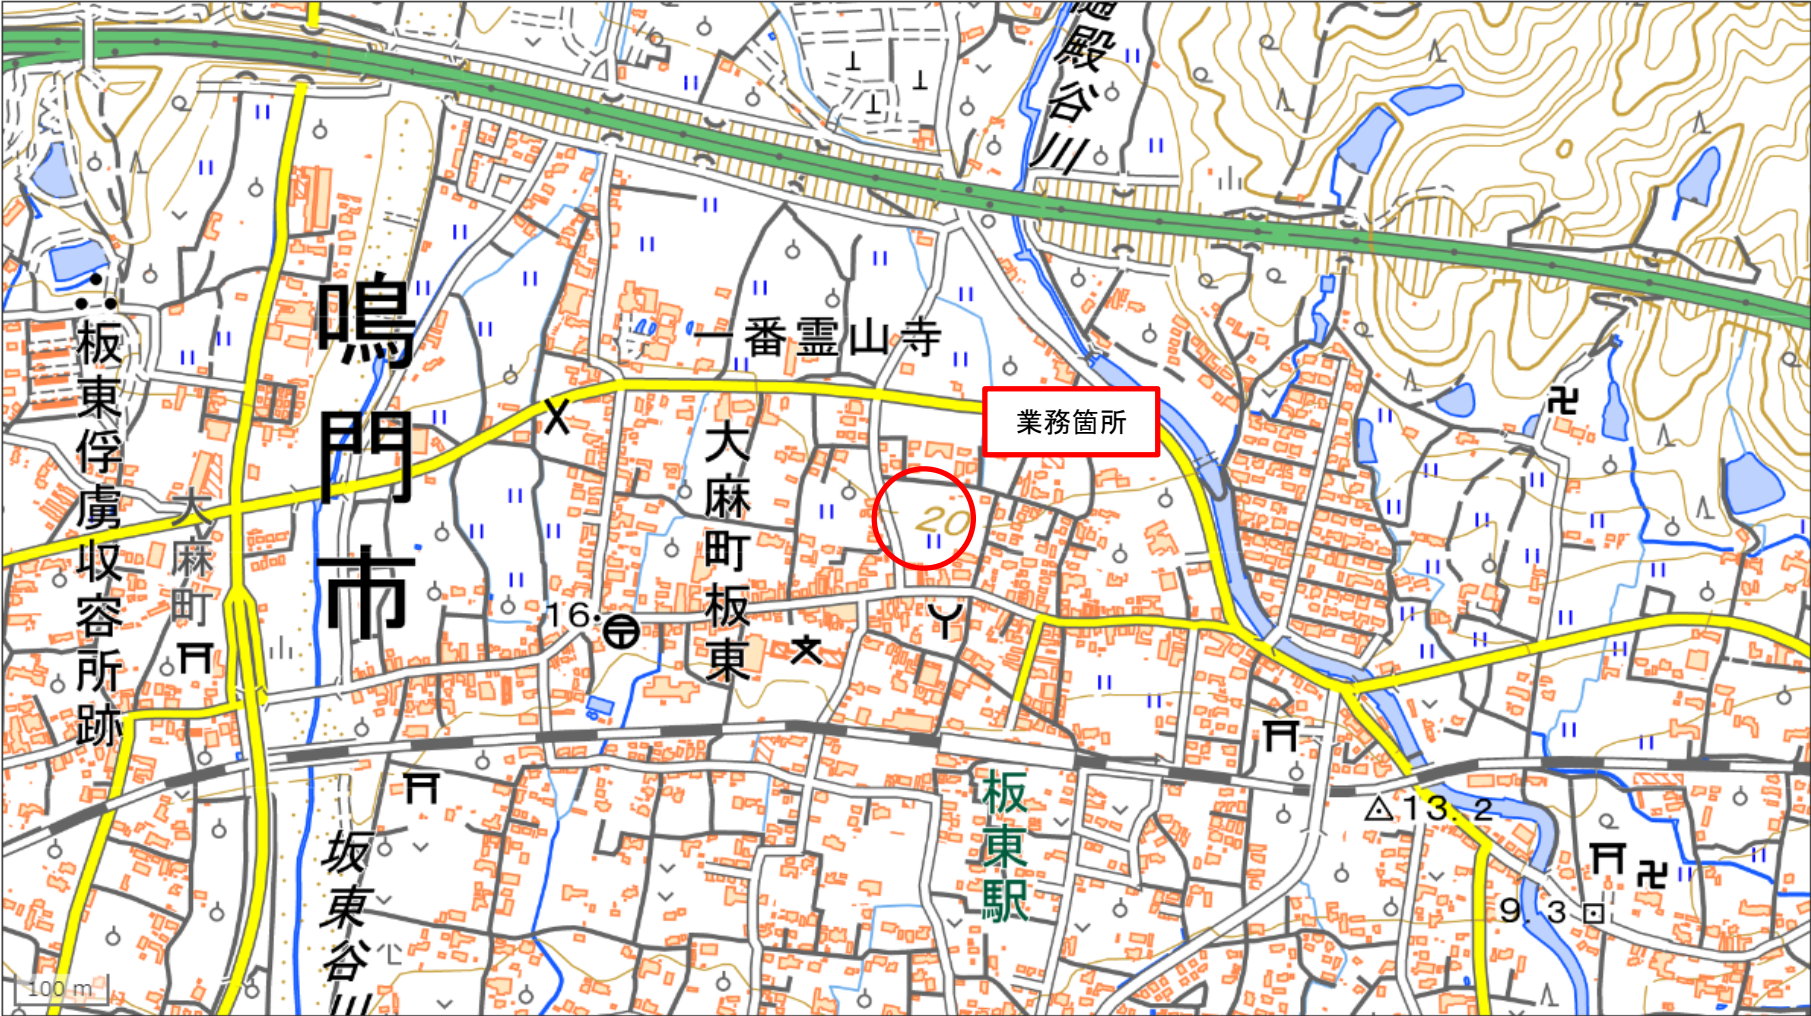 樋殿谷川
鳴門市
板東俘虜収容所跡
一番霊山寺
業務箇所
大麻町板東
大麻町
20
16.
板東駅
13.2
9.3
坂東谷川
100 m